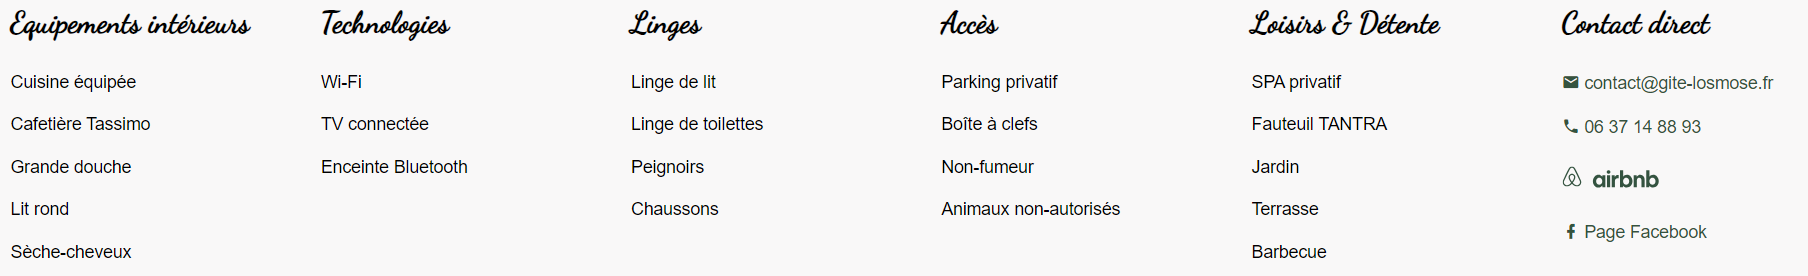 Equipements intérieurs
Cuisine équipée
Cafetière Tassimo
Grande douche
Lit rond
Sèche-cheveux
Technologies
Wi-Fi
TV connectée
Enceinte Bluetooth
Linges
Linge de lit
Linge de toilettes
Peignoirs
Chaussons
Accès
Parking privatif
Boîte à clefs
Non-fumeur
Animaux non-autorisés
Loisirs & Détente
SPA privatif
Fauteuil TANTRA
Jardin
Terrasse
Barbecue
Contact direct
contact@gite-losmose.fr
06 37 14 88 93
airbnb
Page Facebook